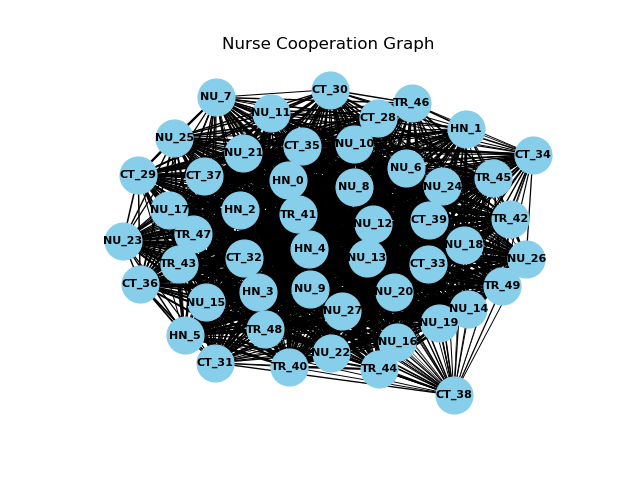 Nurse Cooperation Graph
CT_30
NU_7
TR_46
NU_11
CT_28
HN_1
NU_25
NU_10
CT_35
NU_21
CT_34
NU_6
CT_29
CT_37
TR_45
HN_0
NU_8
NU_24
NU_17
HN_2
TR_41
CT_39
TR_42
NU_12
TR_47
NU_23
NU_18
HN_4
NU_13
CT_32
NU_26
TR_43
CT_33
CT_36
TR_49
NU_9
HN_3
NU_20
NU_15
NU_14
NU_27
NU_19
TR_48
HN_5
NU_16
NU_22
CT_31
TR_40
TR_44
CT_38